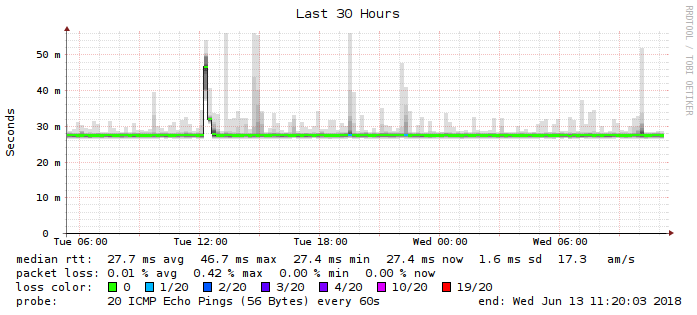 Last 30 Hours
RRDTOOL / TOBI OETIKER
Seconds
50 m
40 m
30 m
20 m
10 m
0
Tue 06:00 Tue 12:00 Tue 18:00 Wed 00:00 Wed 06:00
median rtt: 27.7 ms avg 46.7 ms max 27.4 ms min 27.4 ms now 1.6 ms sd 17.3 am/s
packet loss: 0.01 % avg 0.42 % max 0.00 % min 0.00 % now
loss color: 0 1/20 2/20 3/20 4/20 10/20 19/20
probe: 20 ICMP Echo Pings (56 Bytes) every 60s end: Wed Jun 13 11:20:03 2018